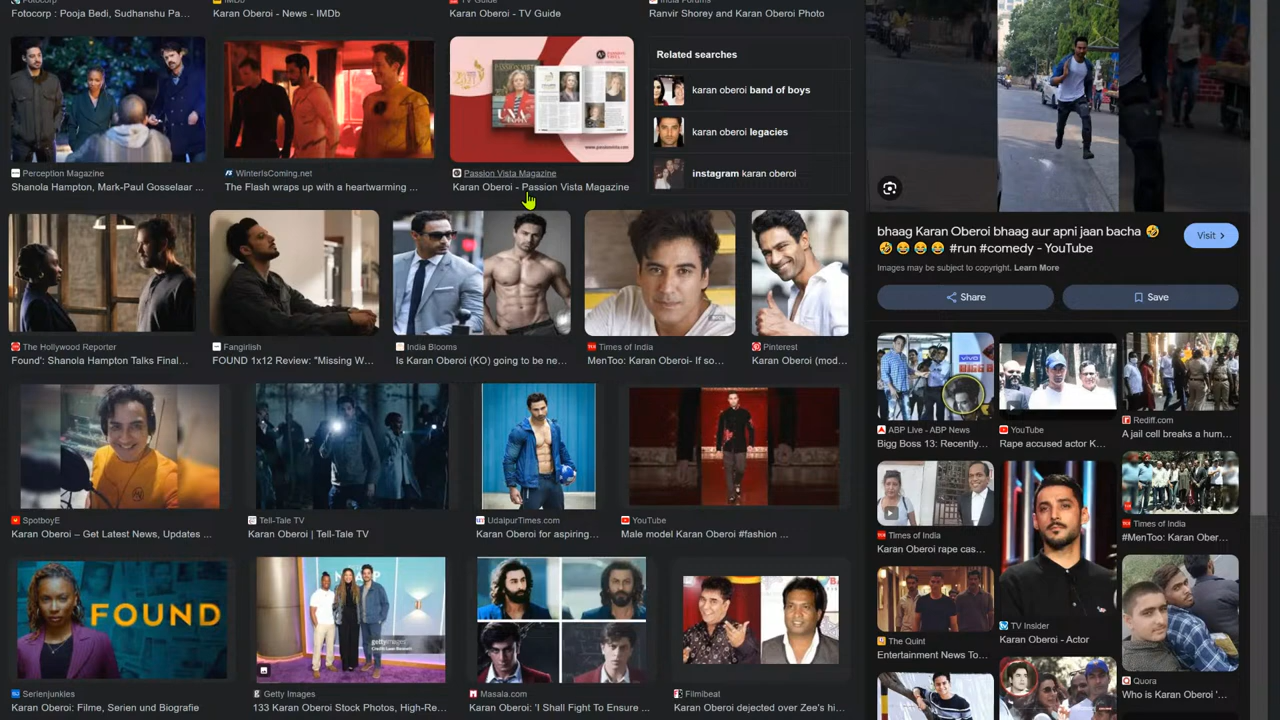 Fotocorp : Pooja Bedi, Sudhanshu Pa...
Karan Oberoi - News - IMDb
Karan Oberoi - TV Guide
Ranvir Shorey and Karan Oberoi Photo
Perception Magazine
Shanola Hampton, Mark-Paul Gosselaar ...
WinterIsComing.net
The Flash wraps up with a heartwarming ...
Passion Vista Magazine
Karan Oberoi - Passion Vista Magazine
Related searches
karan oberoi band of boys
karan oberoi legacies
instagram karan oberoi
The Hollywood Reporter
Found': Shanola Hampton Talks Final...
Fangirlish
FOUND 1x12 Review: "Missing W...
India Blooms
Is Karan Oberoi (KO) going to be ne...
Times of India
MenToo: Karan Oberoi- If so...
Pinterest
Karan Oberoi (mod...
SpotboyE
Karan Oberoi – Get Latest News, Updates ...
Tell-Tale TV
Karan Oberoi | Tell-Tale TV
UdaipurTimes.com
Karan Oberoi for aspiring...
YouTube
Male model Karan Oberoi #fashion ...
FOUND
gettyimages
Serienjunkies
Karan Oberoi: Filme, Serien und Biografie
Getty Images
133 Karan Oberoi Stock Photos, High-Re...
Masala.com
Karan Oberoi: 'I Shall Fight To Ensure ...
Filmibeat
Karan Oberoi dejected over Zee's hi...
bhaag Karan Oberoi bhaag aur apni jaan bacha 🤣
🤣 😂 😂 😂 #run #comedy - YouTube
Visit
Images may be subject to copyright. Learn More
Share
Save
ABP Live - ABP News
Bigg Boss 13: Recently...
YouTube
Rape accused actor K...
Rediff.com
A jail cell breaks a hum...
Times of India
Karan Oberoi rape cas...
Times of India
#MenToo: Karan Ober...
TV Insider
Karan Oberoi - Actor
The Quint
Entertainment News To...
Quora
Who is Karan Oberoi '...